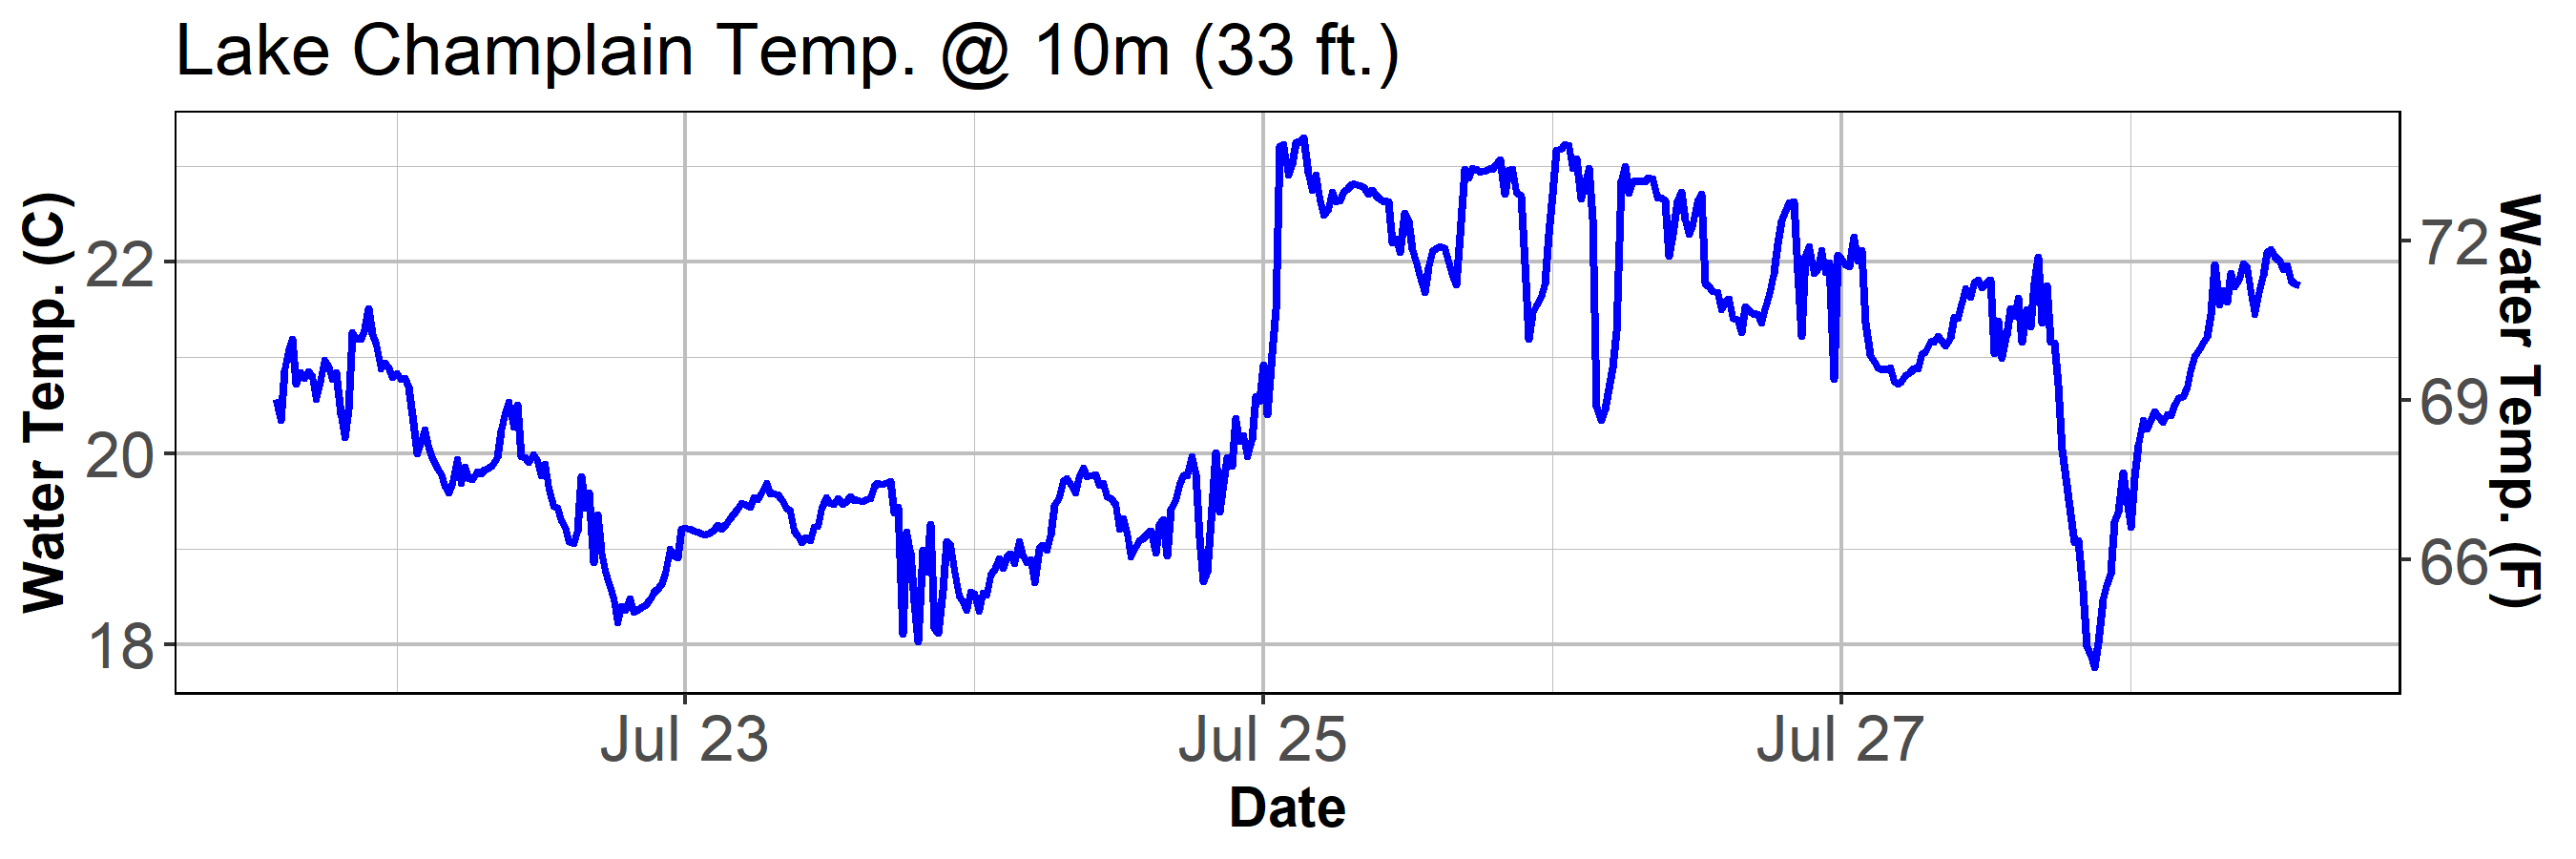 Lake Champlain Temp. @ 10m (33 ft.)
Water Temp. (C)
22
20
18
72
69
66
Water Temp. (F)
Jul 23
Jul 25
Jul 27
Date